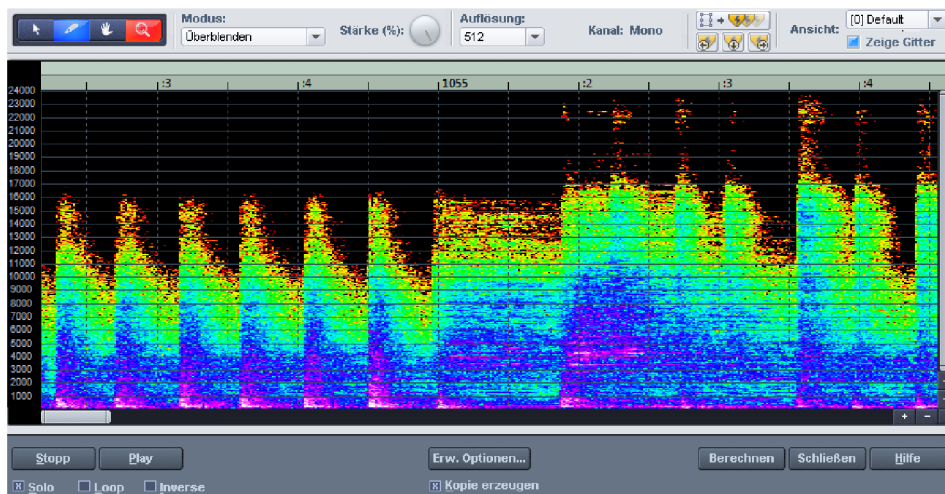 Modus:
Überblenden
Stärke (%):
Auflösung:
512
Kanal: Mono
Ansicht:
[0] Default
Zeige Gitter
:3 :4 1055 :2 :3 :4
24000
23000
22000
21000
20000
19000
18000
17000
16000
15000
14000
13000
12000
11000
10000
9000
8000
7000
6000
5000
4000
3000
2000
1000
+ -
Stopp Play Erw. Optionen... Berechnen Schließen Hilfe
Solo Loop Inverse Kopie erzeugen